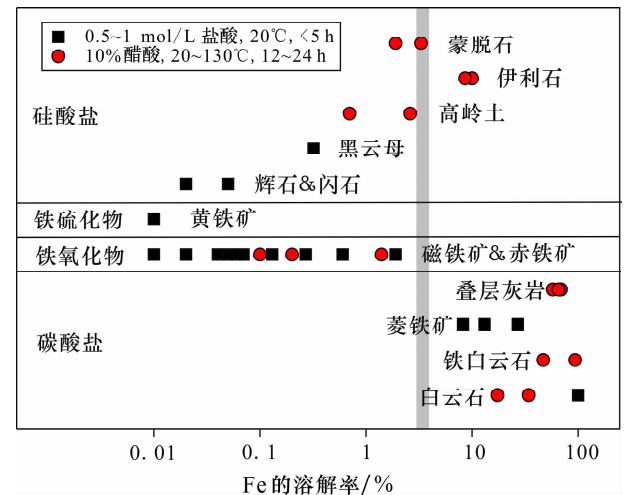 0.5~1 mol/L 盐酸, 20℃, <5 h
10%醋酸, 20~130℃, 12~24 h
蒙脱石
伊利石
硅酸盐
高岭土
黑云母
辉石&闪石
铁硫化物
黄铁矿
铁氧化物
磁铁矿&赤铁矿
叠层灰岩
菱铁矿
碳酸盐
铁白云石
白云石
0.01
0.1
1
10
100
Fe的溶解率/%